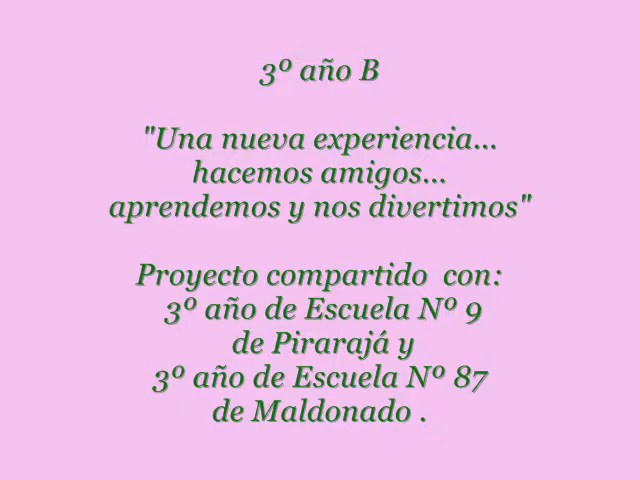 3º año B
"Una nueva experiencia...
hacemos amigos...
aprendemos y nos divertimos"
Proyecto compartido con:
3º año de Escuela Nº 9
de Pirarajá y
3º año de Escuela Nº 87
de Maldonado .